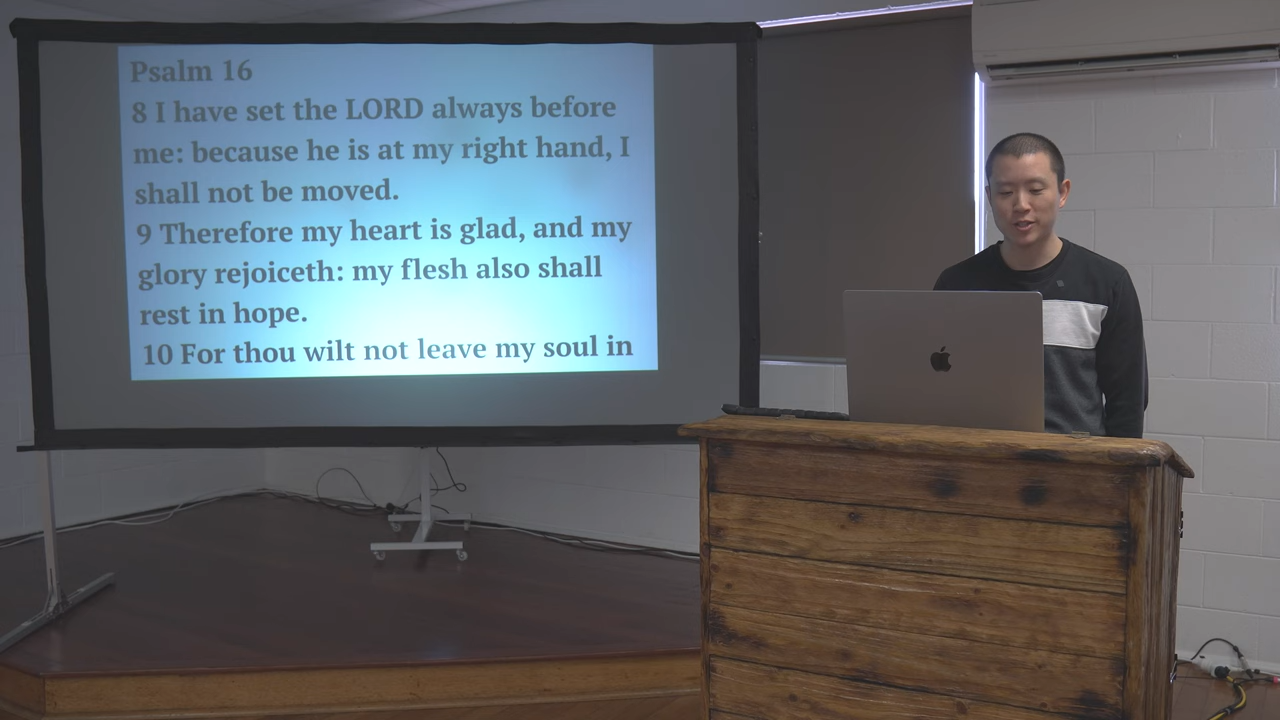 Psalm 16
8 I have set the LORD always before
me: because he is at my right hand, I
shall not be moved.
9 Therefore my heart is glad, and my
glory rejoiceth: my flesh also shall
rest in hope.
10 For thou wilt not leave my soul in